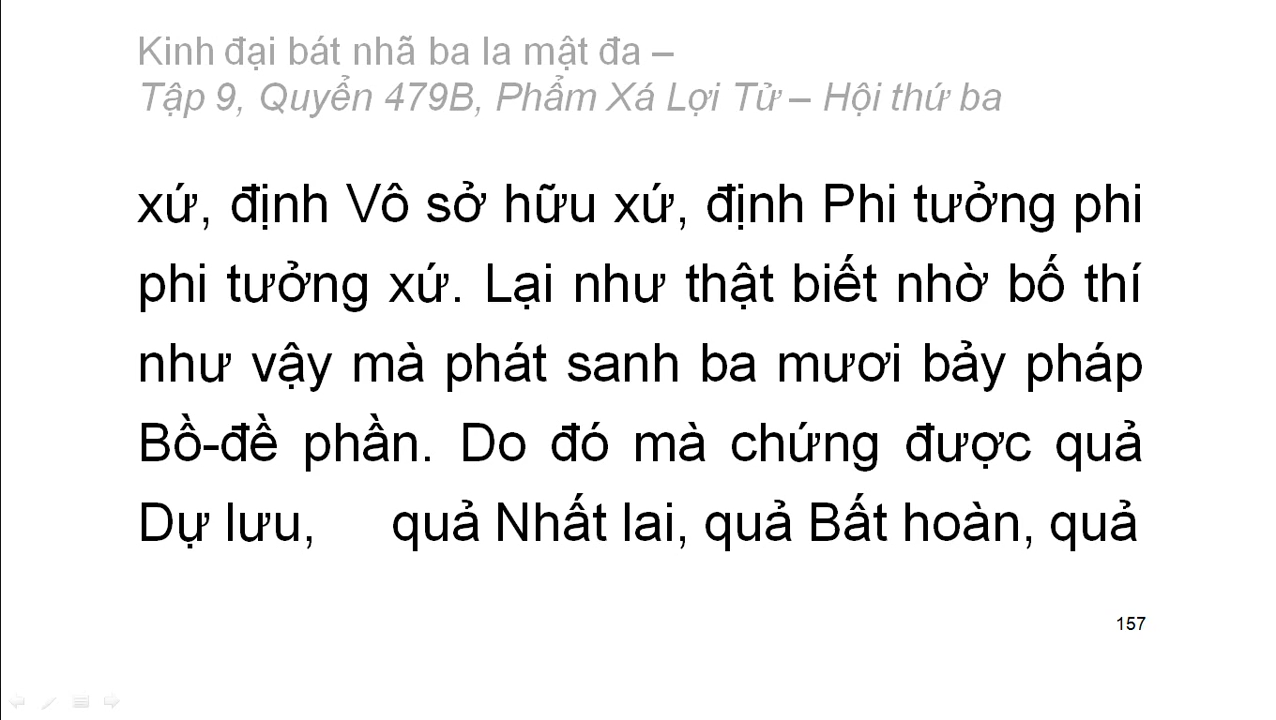 Kinh đại bát nhã ba la mật đa –
Tập 9, Quyển 479B, Phẩm Xá Lợi Tử – Hội thứ ba
xứ, định Vô sở hữu xứ, định Phi tưởng phi
phi tưởng xứ. Lại như thật biết nhờ bố thí
như vậy mà phát sanh ba mươi bảy pháp
Bồ-đề phần. Do đó mà chứng được quả
Dự lưu, quả Nhất lai, quả Bất hoàn, quả
157